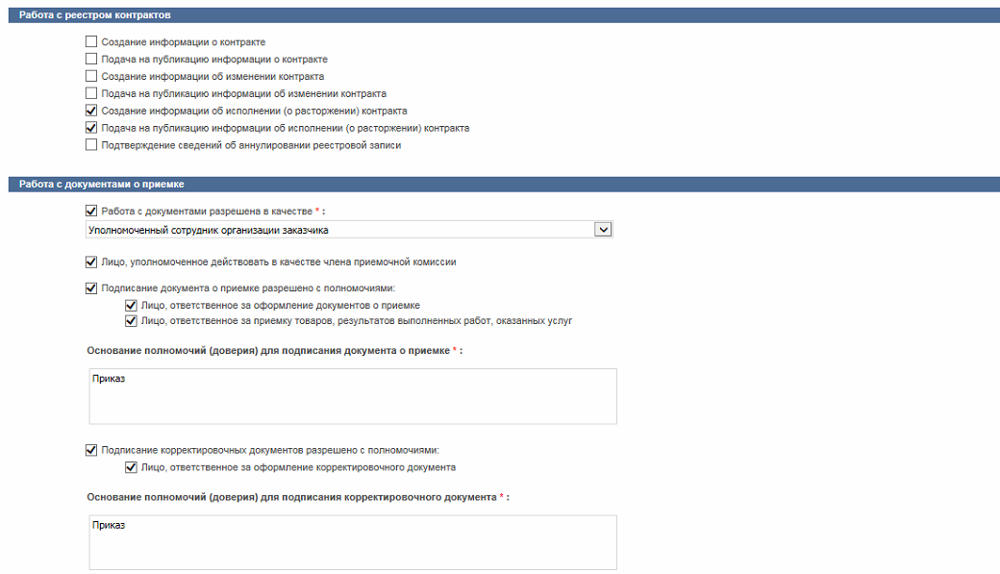 Работа с реестром контрактов
Создание информации о контракте
Подача на публикацию информации о контракте
Создание информации об изменении контракта
Подача на публикацию информации об изменении контракта
Создание информации об исполнении (о расторжении) контракта
Подача на публикацию информации об исполнении (о расторжении) контракта
Подтверждение сведений об аннулировании реестровой записи
Работа с документами о приемке
Работа с документами разрешена в качестве * :
Уполномоченный сотрудник организации заказчика
Лицо, уполномоченное действовать в качестве члена приемочной комиссии
Подписание документа о приемке разрешено с полномочиями:
Лицо, ответственное за оформление документов о приемке
Лицо, ответственное за приемку товаров, результатов выполненных работ, оказанных услуг
Основание полномочий (доверия) для подписания документа о приемке * :
Приказ
Подписание корректировочных документов разрешено с полномочиями:
Лицо, ответственное за оформление корректировочного документа
Основание полномочий (доверия) для подписания корректировочного документа * :
Приказ